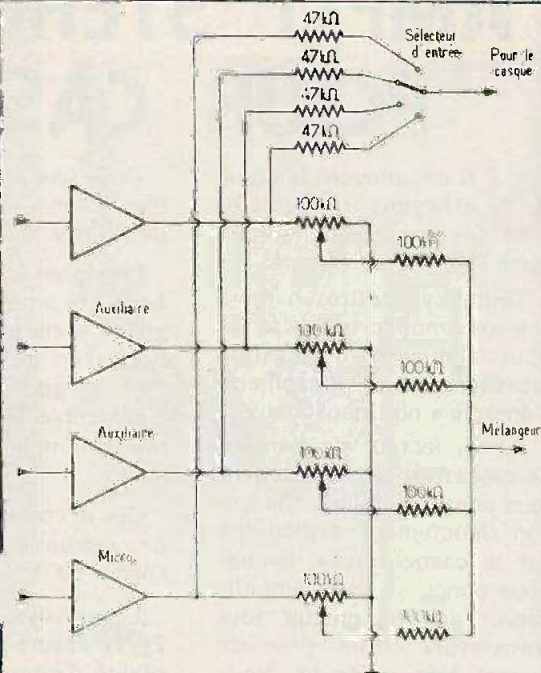 47kΩ
47kΩ
47kΩ
47kΩ
Sélecteur
d'entrée
Pour le
casque
100kΩ
100kΩ
Auxiliaire
100kΩ
100kΩ
Mélangeur
Auxiliaire
100kΩ
100kΩ
Micro
100kΩ
100kΩ